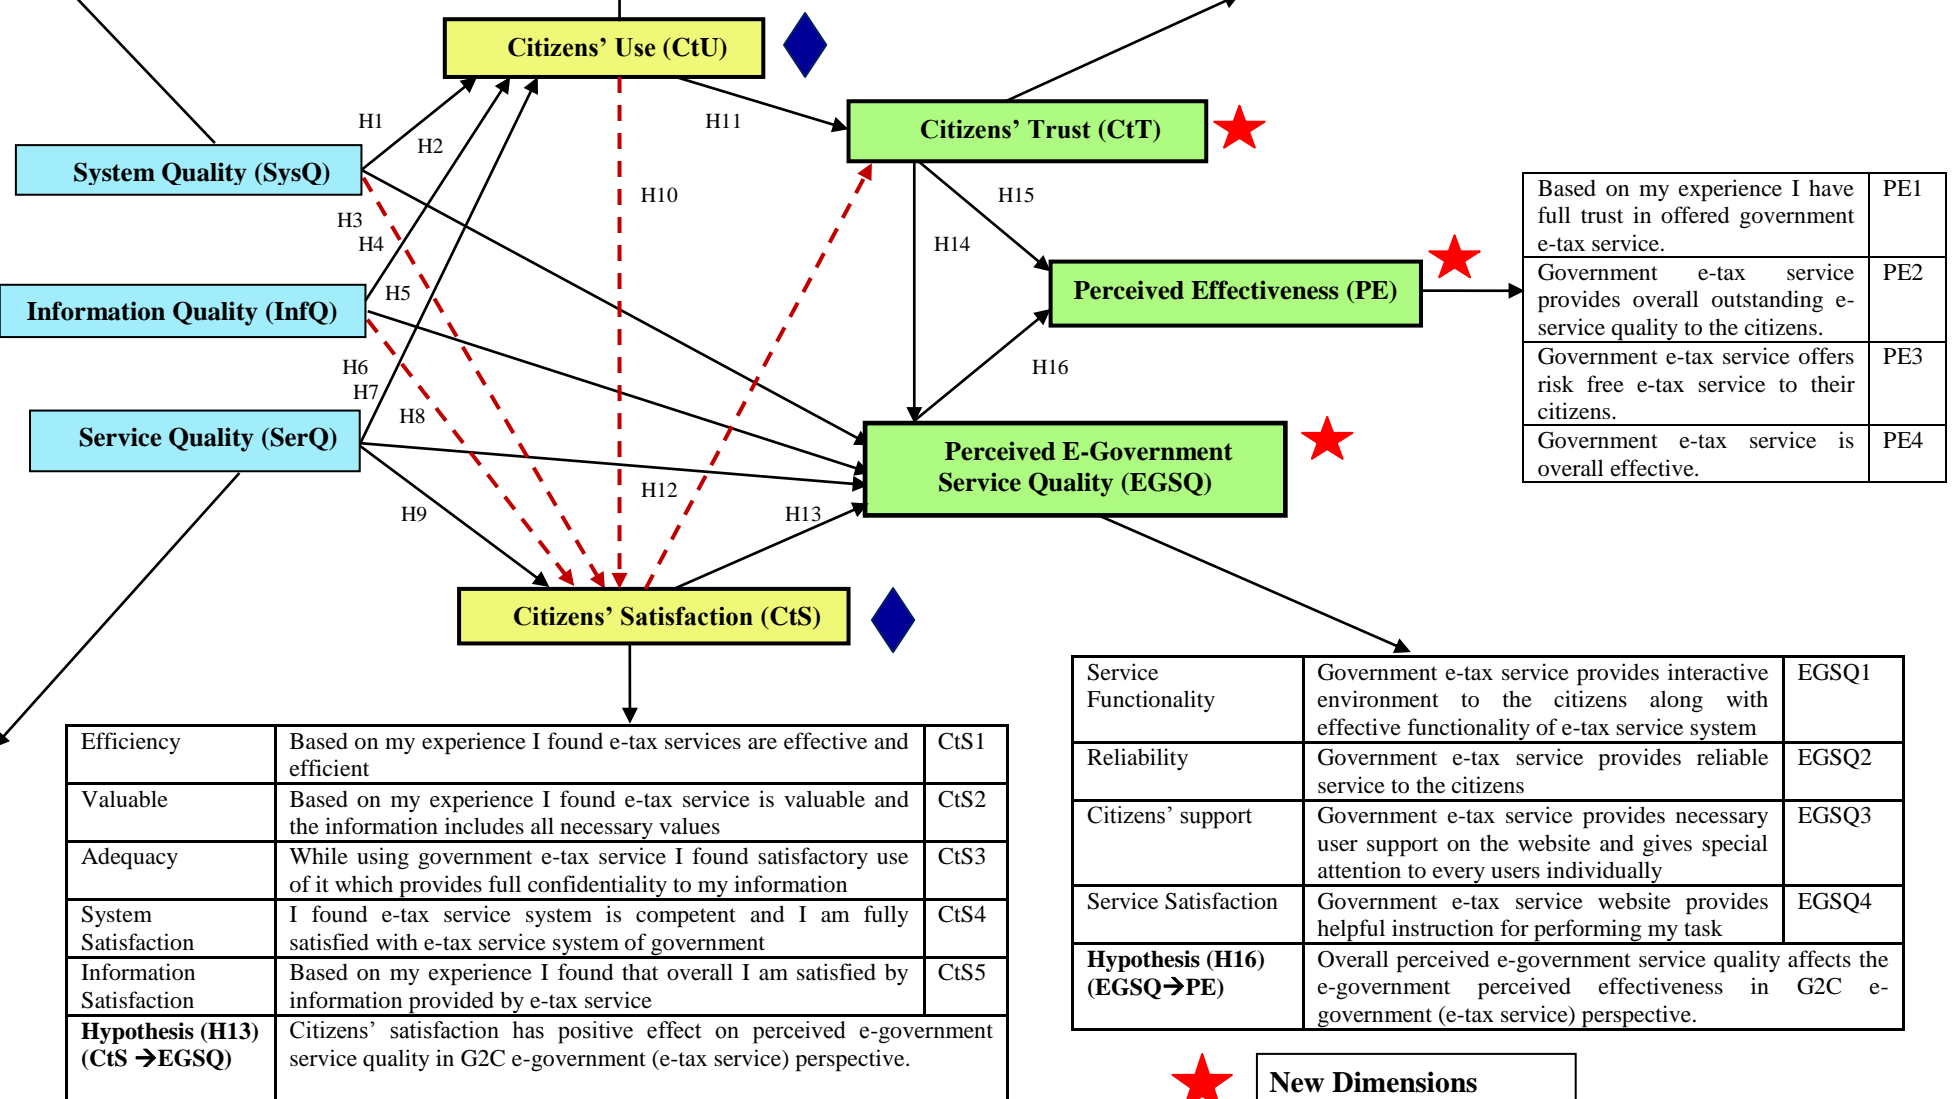 Citizens’ Use (CtU)
H1
H2
H11
Citizens’ Trust (CtT)
System Quality (SysQ)
H3
H4
H10
H15
H14
Based on my experience I have PE1
full trust in offered government
e-tax service.
Government e-tax service PE2
provides overall outstanding e-
service quality to the citizens.
Government e-tax service offers PE3
risk free e-tax service to their
citizens.
Government e-tax service is PE4
overall effective.
Information Quality (InfQ)
H5
Perceived Effectiveness (PE)
H6
H7
H8
H16
Service Quality (SerQ)
H9
H12
H13
Perceived E-Government
Service Quality (EGSQ)
Citizens’ Satisfaction (CtS)
Efficiency Based on my experience I found e-tax services are effective and CtS1
efficient
Valuable Based on my experience I found e-tax service is valuable and CtS2
the information includes all necessary values
Adequacy While using government e-tax service I found satisfactory use CtS3
of it which provides full confidentiality to my information
System I found e-tax service system is competent and I am fully CtS4
Satisfaction satisfied with e-tax service system of government
Information Based on my experience I found that overall I am satisfied by CtS5
Satisfaction information provided by e-tax service
Hypothesis (H13) Citizens’ satisfaction has positive effect on perceived e-government
(CtS →EGSQ) service quality in G2C e-government (e-tax service) perspective.
Service Government e-tax service provides interactive EGSQ1
Functionality environment to the citizens along with
effective functionality of e-tax service system
Reliability Government e-tax service provides reliable EGSQ2
service to the citizens
Citizens’ support Government e-tax service provides necessary EGSQ3
user support on the website and gives special
attention to every users individually
Service Satisfaction Government e-tax service website provides EGSQ4
helpful instruction for performing my task
Hypothesis (H16) Overall perceived e-government service quality affects the
(EGSQ→PE) e-government perceived effectiveness in G2C e-
government (e-tax service) perspective.
New Dimensions